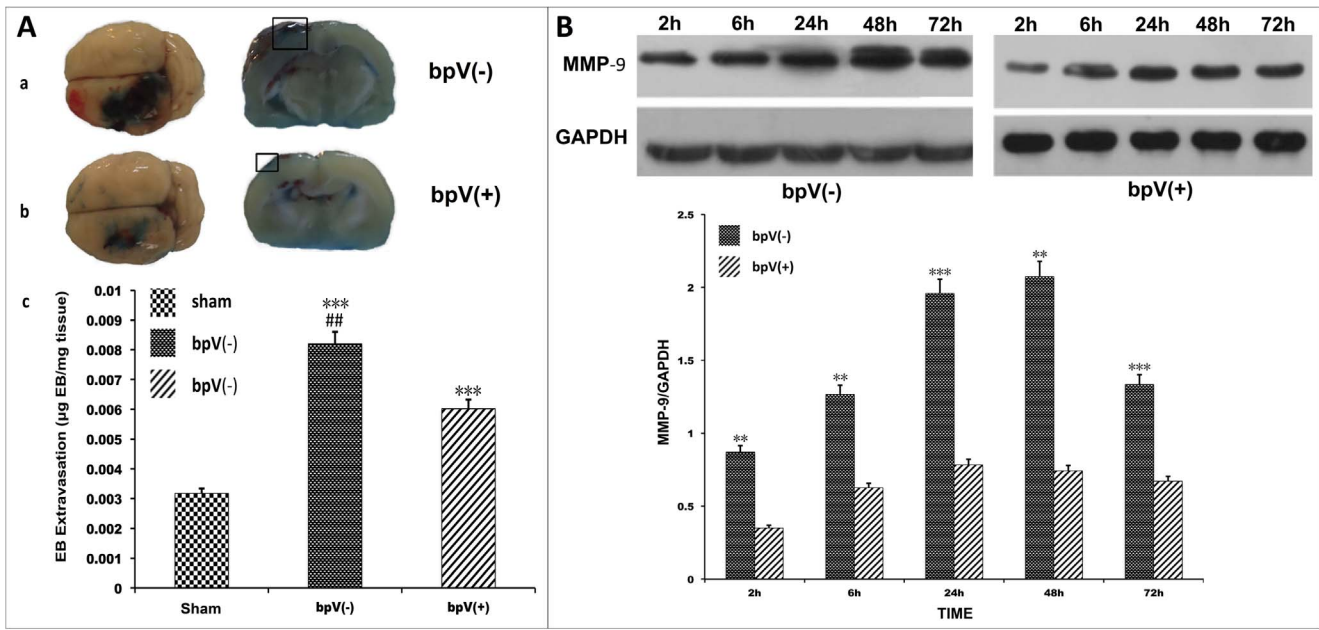 A
a
bpV(-)
b
bpV(+)
c
EB Extravasation (µg EB/mg tissue)
0.01
0.009
0.008
0.007
0.006
0.005
0.004
0.003
0.002
0.001
0
sham
bpV(-)
bpV(-)
***
##
***
Sham bpV(-) bpV(+)
B
2h 6h 24h 48h 72h 2h 6h 24h 48h 72h
MMP-9
GAPDH
bpV(-) bpV(+)
MMP-9/GAPDH
2.5
2
1.5
1
0.5
0
bpV(-)
bpV(+)
** ** *** ** ***
2h 6h 24h 48h 72h
TIME